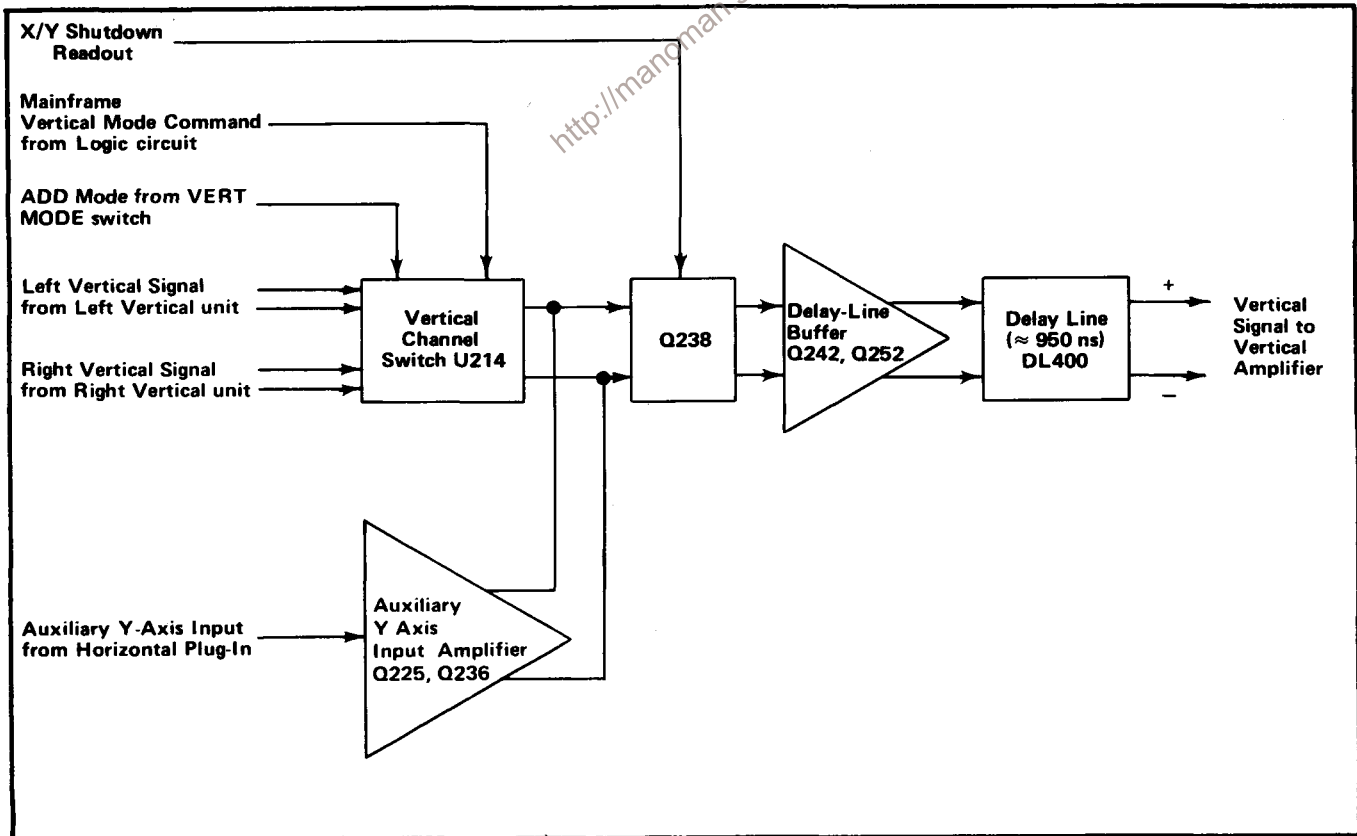 X/Y Shutdown
Readout
http://manoman.
Mainframe
Vertical Mode Command
from Logic circuit
ADD Mode from VERT
MODE switch
Left Vertical Signal
from Left Vertical unit
Right Vertical Signal
from Right Vertical unit
Vertical
Channel
Switch U214
Q238
Delay-Line
Buffer
Q242, Q252
Delay Line
(≈ 950 ns)
DL400
+
–
Vertical
Signal to
Vertical
Amplifier
Auxiliary Y-Axis Input
from Horizontal Plug-In
Auxiliary
Y Axis
Input Amplifier
Q225, Q236